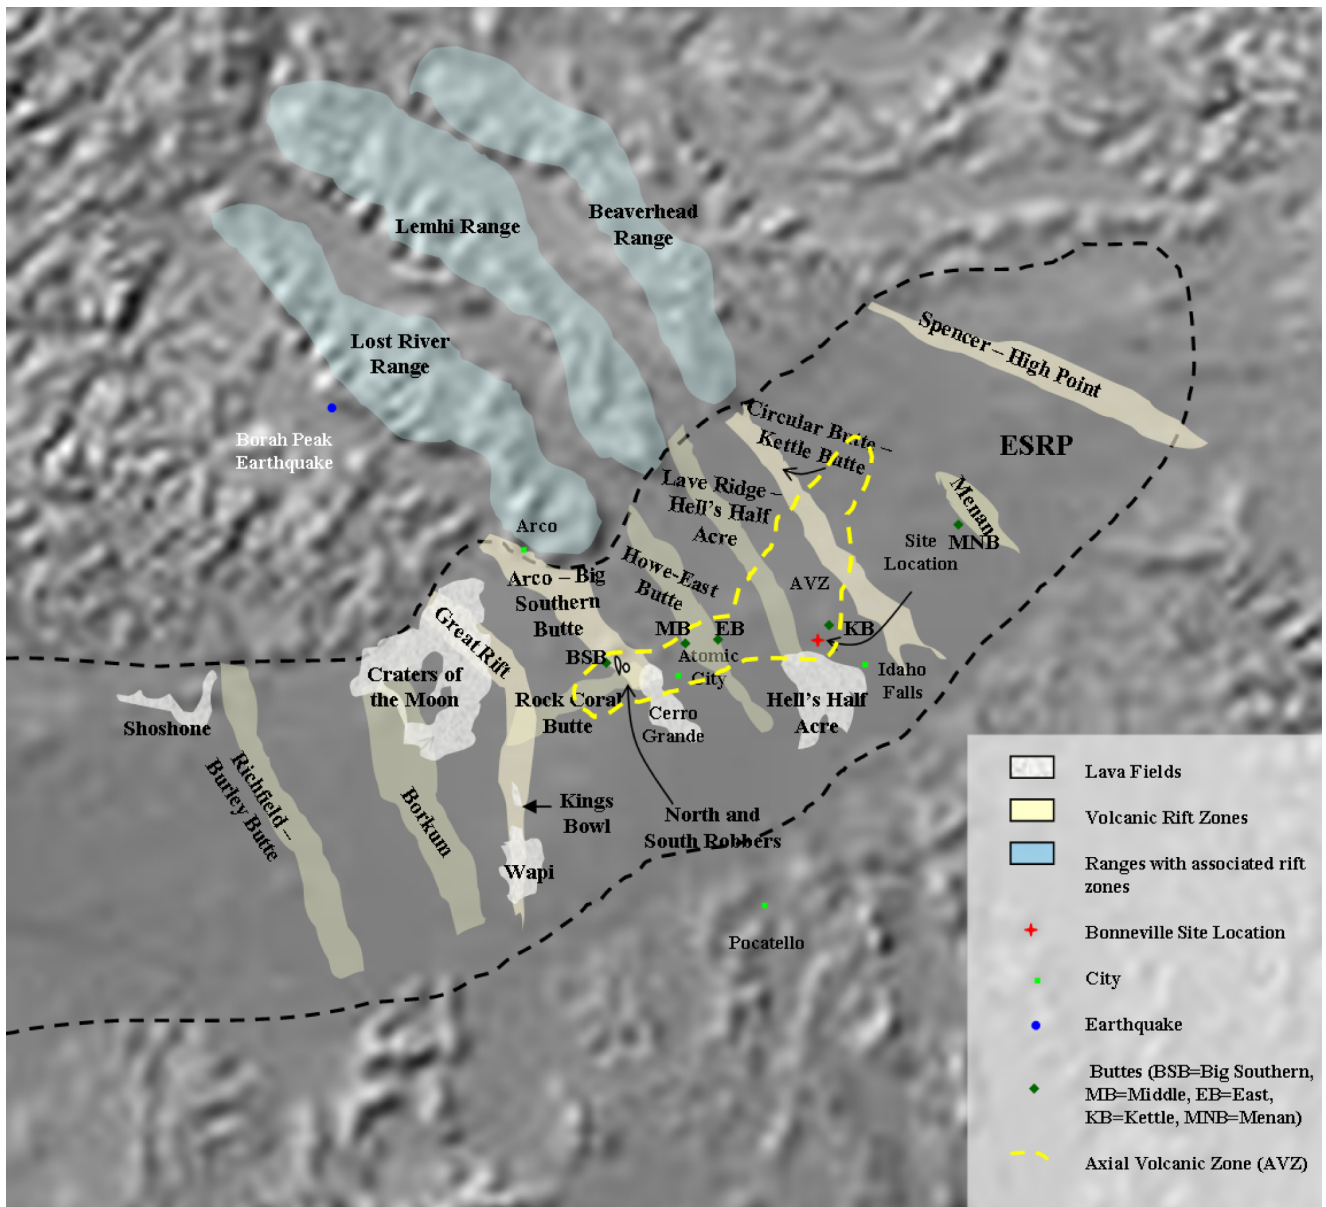 Beaverhead
Range
Lemhi Range
Lost River
Range
Spencer – High Point
Borah Peak
Earthquake
Circular Butte –
Kettle Butte
ESRP
Lave Ridge –
Hell's Half
Acre
Menan
MNB
Site
Location
Arco
Arco – Big
Southern
Butte
Howe-East
Butte
AVZ
Great Rift
MB
EB
KB
BSB
Atomic
City
Craters of
the Moon
Rock Coral
Butte
Idaho
Falls
Hell's Half
Acre
Cerro
Grande
Shoshone
Richfield –
Burley Butte
Borkum
Kings
Bowl
North and
South Robbers
Wapi
Pocatello
Lava Fields
Volcanic Rift Zones
Ranges with associated rift
zones
Bonneville Site Location
City
Earthquake
Buttes (BSB=Big Southern,
MB=Middle, EB=East,
KB=Kettle, MNB=Menan)
Axial Volcanic Zone (AVZ)